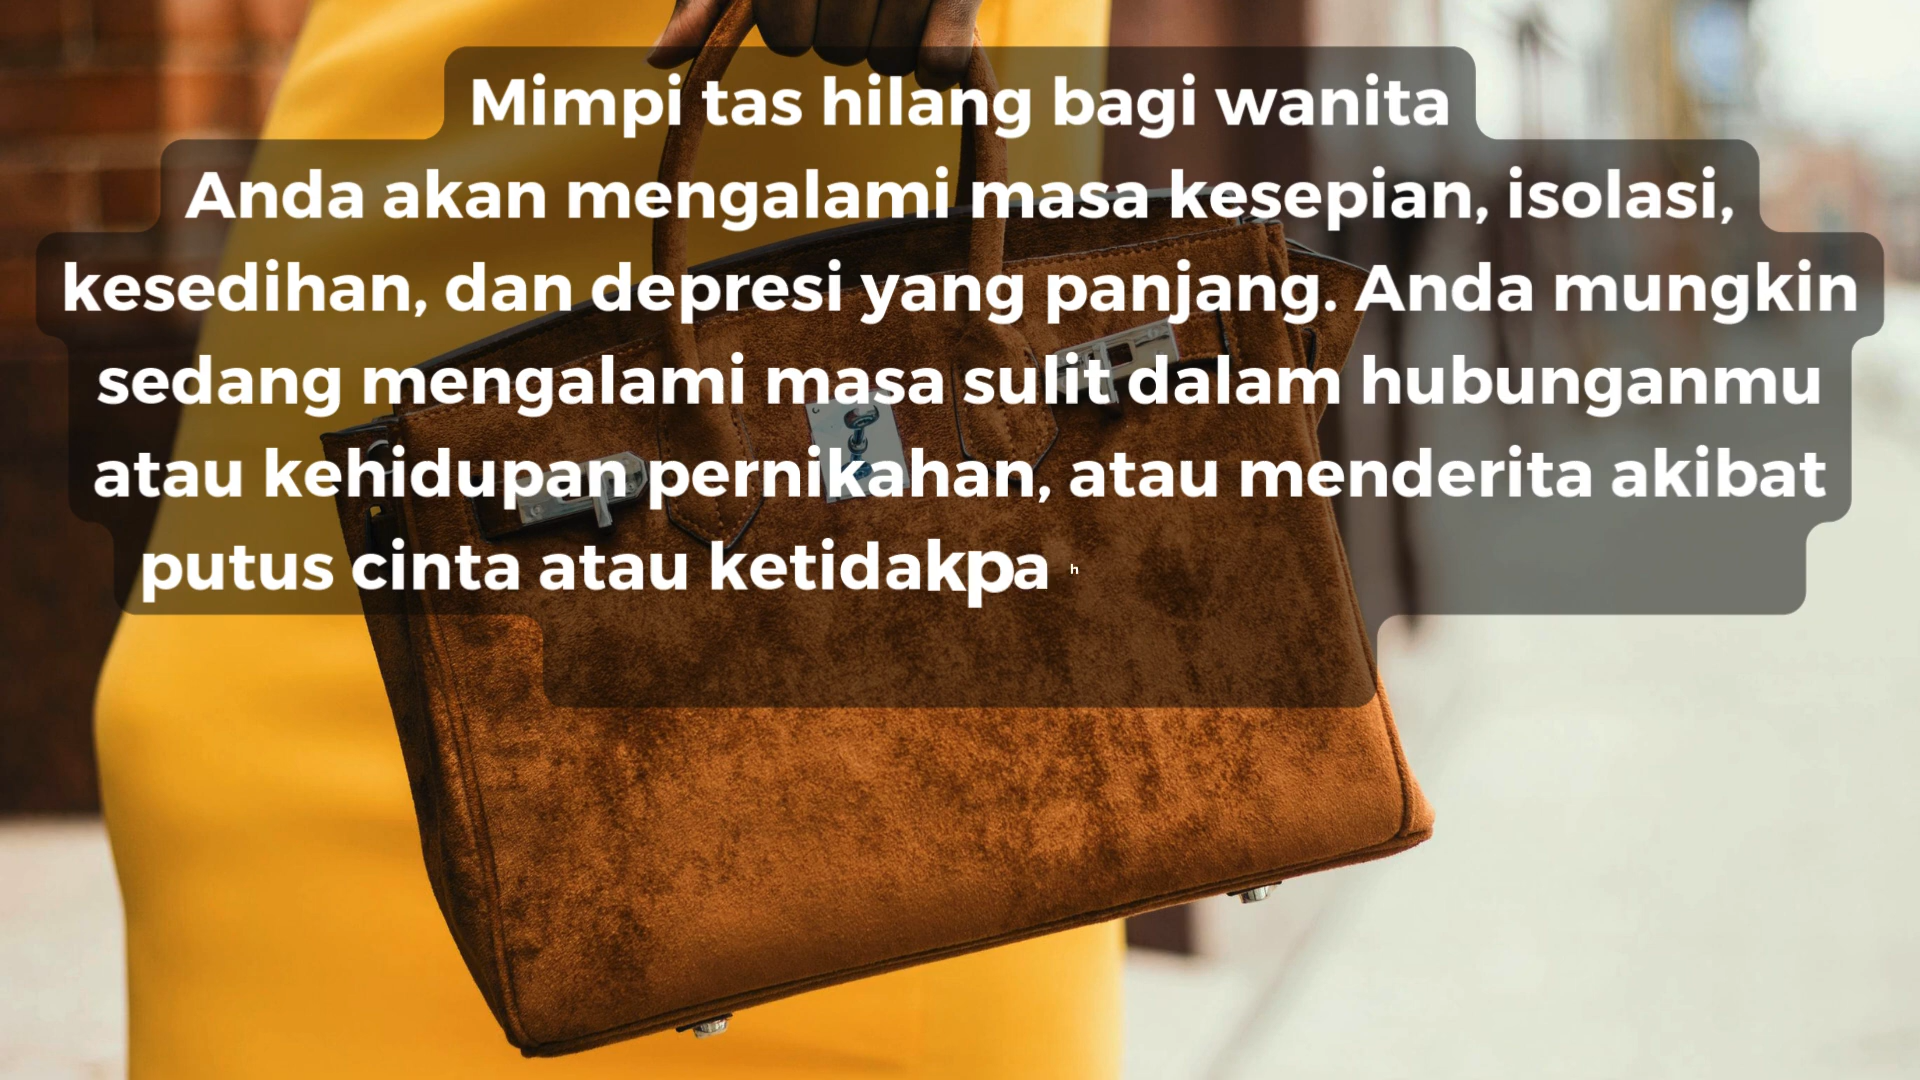 Mimpi tas hilang bagi wanita
Anda akan mengalami masa kesepian, isolasi,
kesedihan, dan depresi yang panjang. Anda mungkin
sedang mengalami masa sulit dalam hubunganmu
atau kehidupan pernikahan, atau menderita akibat
putus cinta atau ketidakpa h